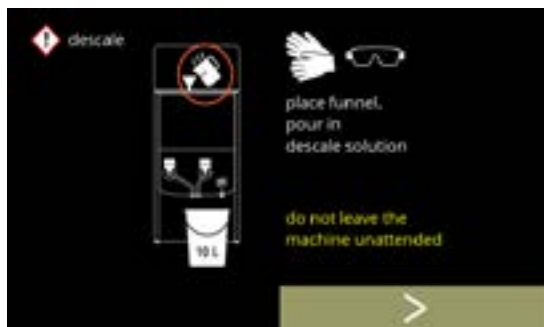 descale
place funnel,
pour in
descale solution
do not leave the
machine unattended
10 L